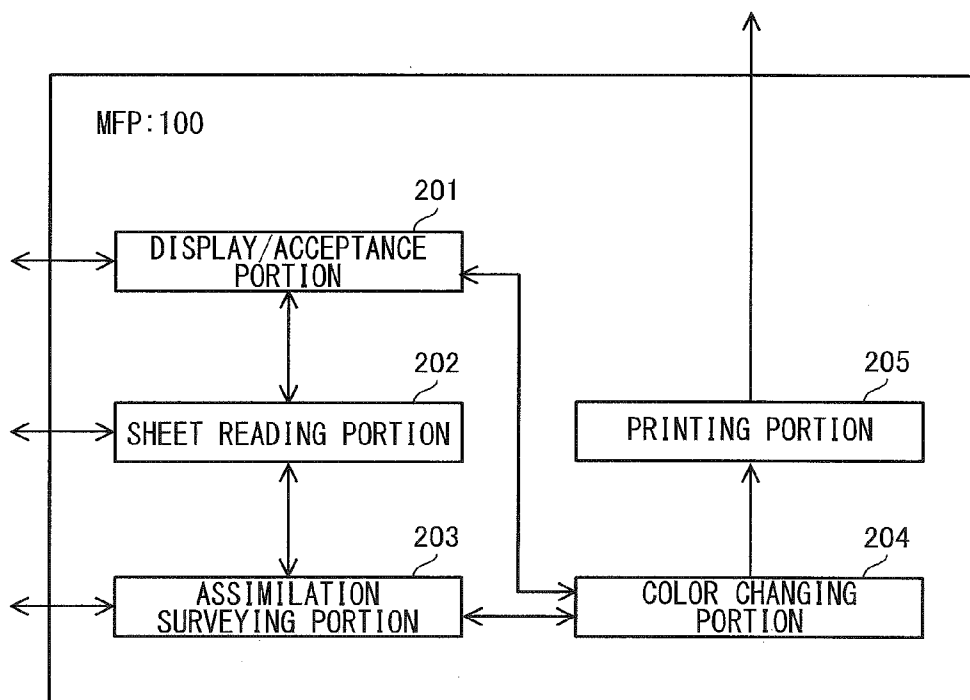 MFP:100
201
DISPLAY/ACCEPTANCE
PORTION
202
SHEET READING PORTION
205
PRINTING PORTION
203
ASSIMILATION
SURVEYING PORTION
204
COLOR CHANGING
PORTION